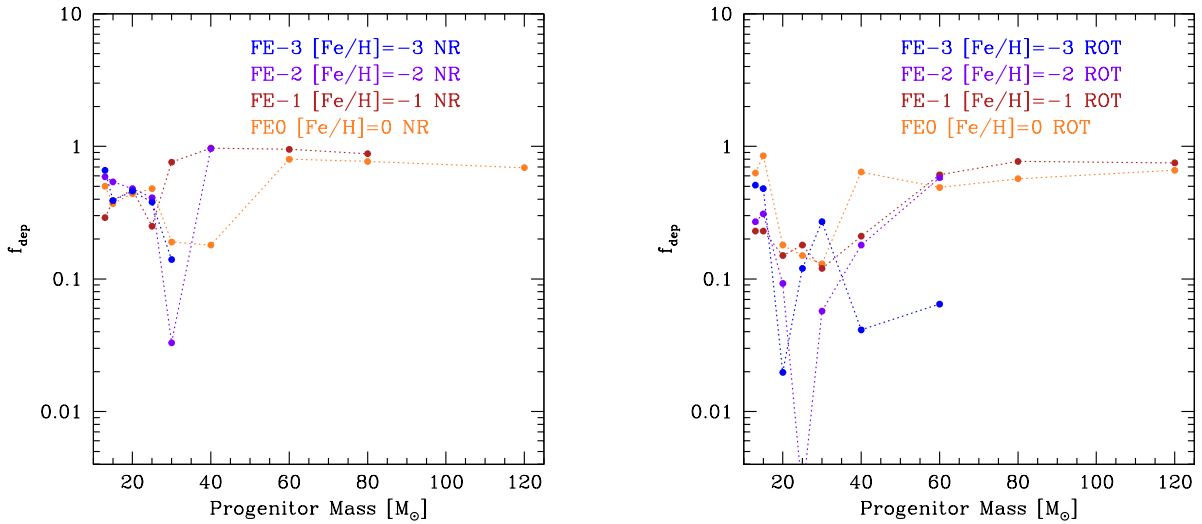 10
FE−3 [Fe/H]=−3 NR
FE−2 [Fe/H]=−2 NR
FE−1 [Fe/H]=−1 NR
FE0 [Fe/H]=0 NR
1
0.1
0.01
f_dep
20 40 60 80 100 120
Progenitor Mass [M⊙]
10
FE−3 [Fe/H]=−3 ROT
FE−2 [Fe/H]=−2 ROT
FE−1 [Fe/H]=−1 ROT
FE0 [Fe/H]=0 ROT
1
0.1
0.01
f_dep
20 40 60 80 100 120
Progenitor Mass [M⊙]